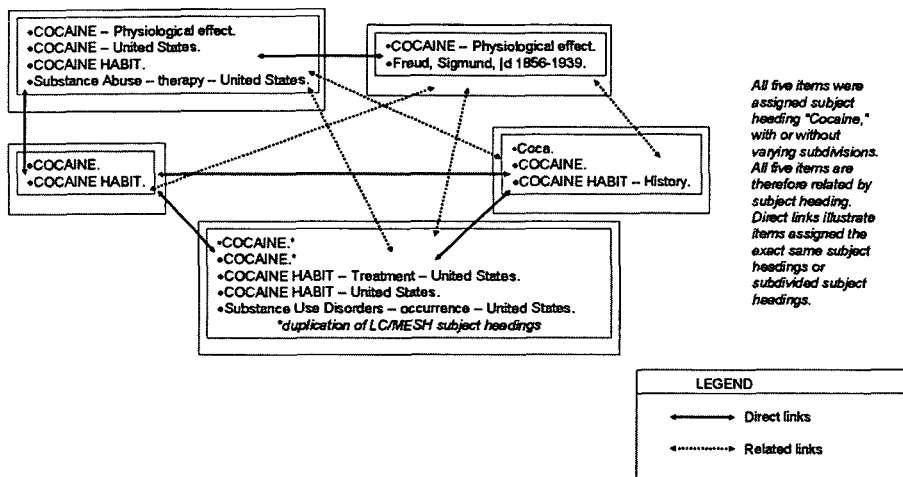 •COCAINE – Physiological effect.
•COCAINE – United States.
•COCAINE HABIT.
•Substance Abuse – therapy – United States.
•COCAINE – Physiological effect.
•Freud, Sigmund, |d 1856-1939.
All five items were
assigned subject
heading "Cocaine,"
with or without
varying subdivisions.
All five items are
therefore related by
subject heading.
Direct links illustrate
items assigned the
exact same subject
headings or
subdivided subject
headings.
•COCAINE.
•COCAINE HABIT.
•Coca.
•COCAINE.
•COCAINE HABIT – History.
•COCAINE.*
•COCAINE.*
•COCAINE HABIT – Treatment – United States.
•COCAINE HABIT – United States.
•Substance Use Disorders – occurrence – United States.
*duplication of LC/MESH subject headings
LEGEND
Direct links
Related links